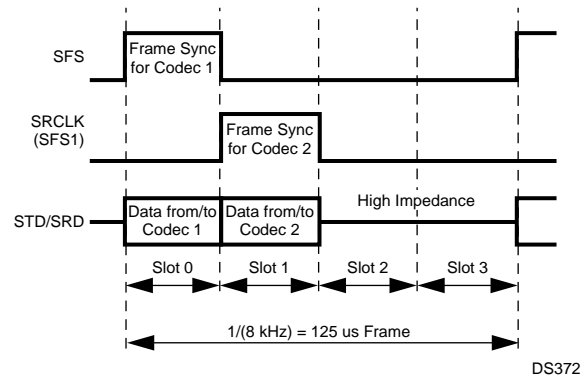 SFS
Frame Sync
for Codec 1
SRCLK
(SFS1)
Frame Sync
for Codec 2
STD/SRD
Data from/to
Codec 1
Data from/to
Codec 2
High Impedance
Slot 0
Slot 1
Slot 2
Slot 3
1/(8 kHz) = 125 us Frame
DS372